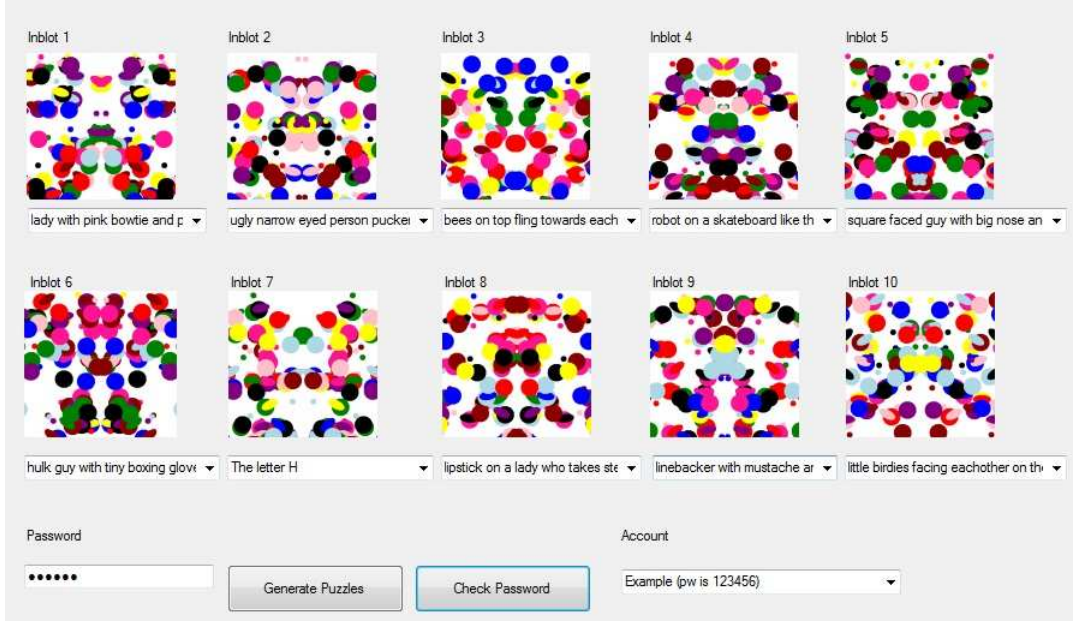 Inblot 1
Inblot 2
Inblot 3
Inblot 4
Inblot 5
lady with pink bowtie and p
ugly narrow eyed person pucker
bees on top fling towards each
robot on a skateboard like th
square faced guy with big nose an
Inblot 6
Inblot 7
Inblot 8
Inblot 9
Inblot 10
hulk guy with tiny boxing glove
The letter H
lipstick on a lady who takes ste
linebacker with mustache ar
little birdies facing eachother on the
Password
Account
••••••
Generate Puzzles
Check Password
Example (pw is 123456)